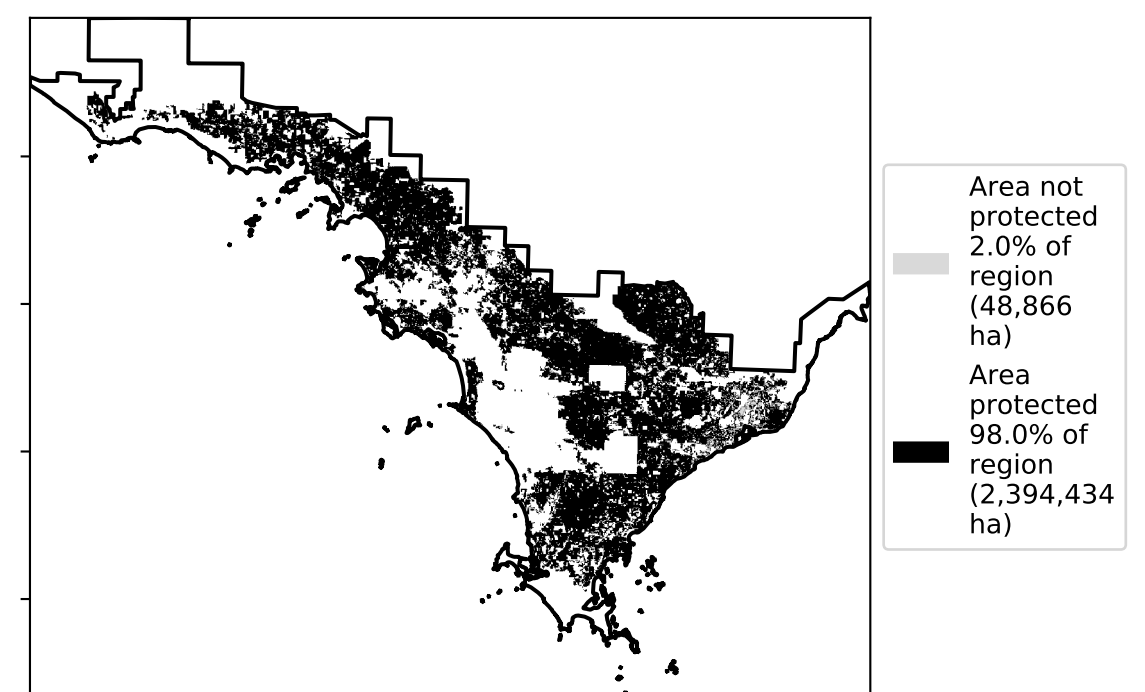 Area not
protected
2.0% of
region
(48,866
ha)
Area
protected
98.0% of
region
(2,394,434
ha)